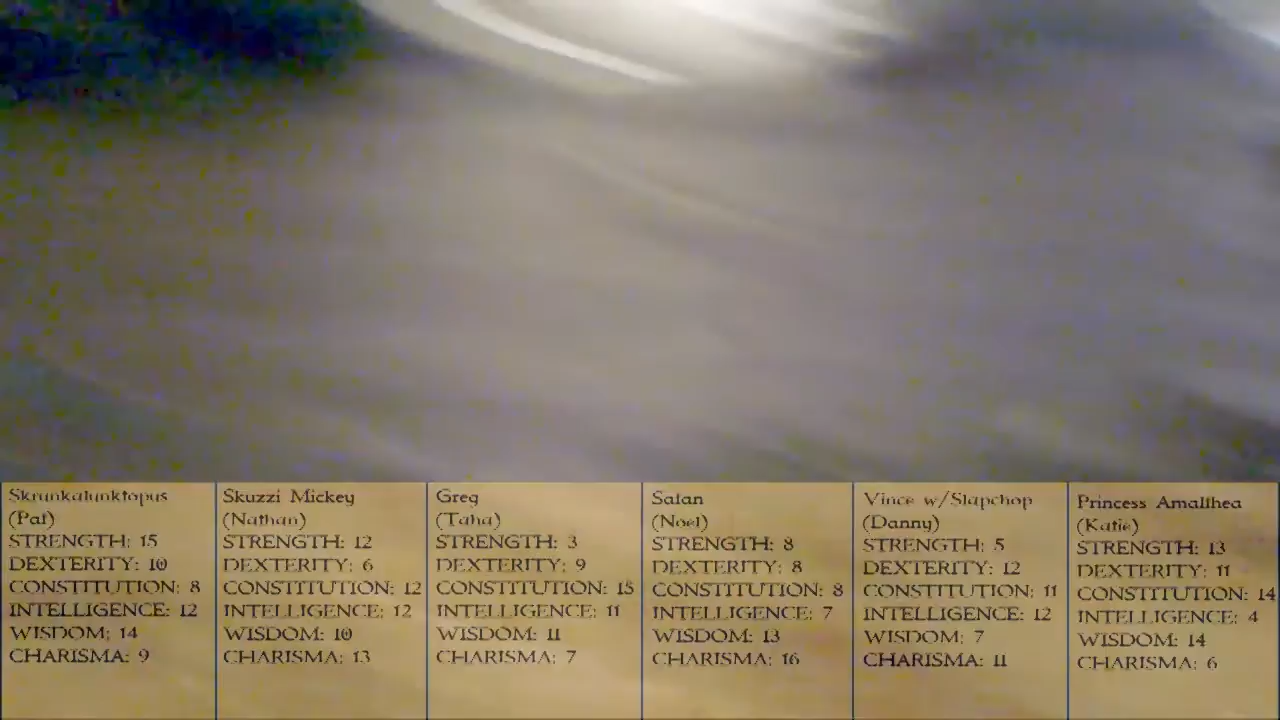 Skrunkalunktopus
(Pat)
STRENGTH: 15
DEXTERITY: 10
CONSTITUTION: 8
INTELLIGENCE: 12
WISDOM: 14
CHARISMA: 9
Skuzzi Mickey
(Nathan)
STRENGTH: 12
DEXTERITY: 6
CONSTITUTION: 12
INTELLIGENCE: 12
WISDOM: 10
CHARISMA: 13
Greg
(Taha)
STRENGTH: 3
DEXTERITY: 9
CONSTITUTION: 15
INTELLIGENCE: 11
WISDOM: 11
CHARISMA: 7
Satan
(Noel)
STRENGTH: 8
DEXTERITY: 8
CONSTITUTION: 8
INTELLIGENCE: 7
WISDOM: 13
CHARISMA: 16
Vince w/Slapchop
(Danny)
STRENGTH: 5
DEXTERITY: 12
CONSTITUTION: 11
INTELLIGENCE: 12
WISDOM: 7
CHARISMA: 11
Princess Amalthea
(Katie)
STRENGTH: 13
DEXTERITY: 11
CONSTITUTION: 14
INTELLIGENCE: 4
WISDOM: 14
CHARISMA: 6